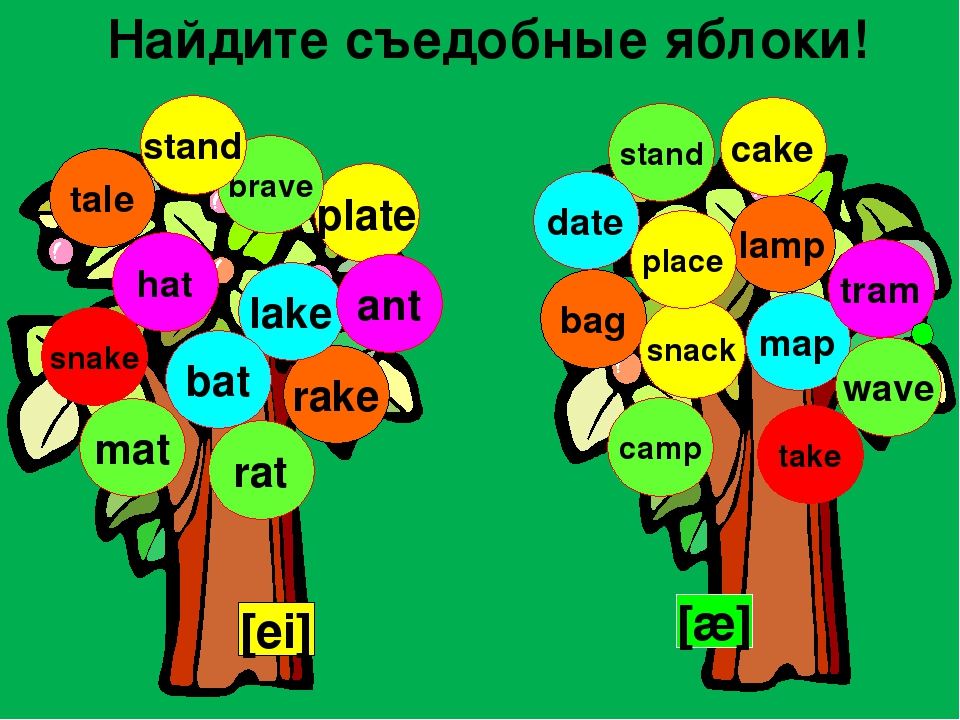 Найдите съедобные яблоки!
stand
tale
brave
plate
hat
lake
ant
snake
bat
rake
mat
rat
[ei]
stand
cake
date
place
lamp
tram
bag
snack
map
wave
camp
take
[æ]